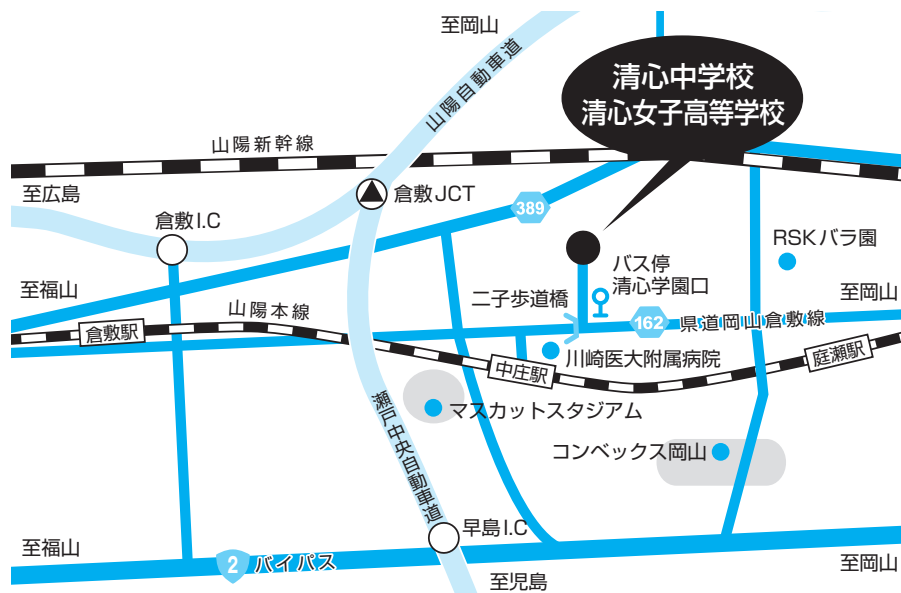 至岡山
山陽自動車道
清心中学校
清心女子高等学校
山陽新幹線
至広島
倉敷JCT
389
倉敷I.C
RSKバラ園
バス停
清心学園口
至福山
二子歩道橋
至岡山
山陽本線
162
県道岡山倉敷線
倉敷駅
川崎医大附属病院
庭瀬駅
中庄駅
マスカットスタジアム
瀬戸中央自動車道
コンベックス岡山
早島I.C
至福山
2
バイパス
至岡山
至児島